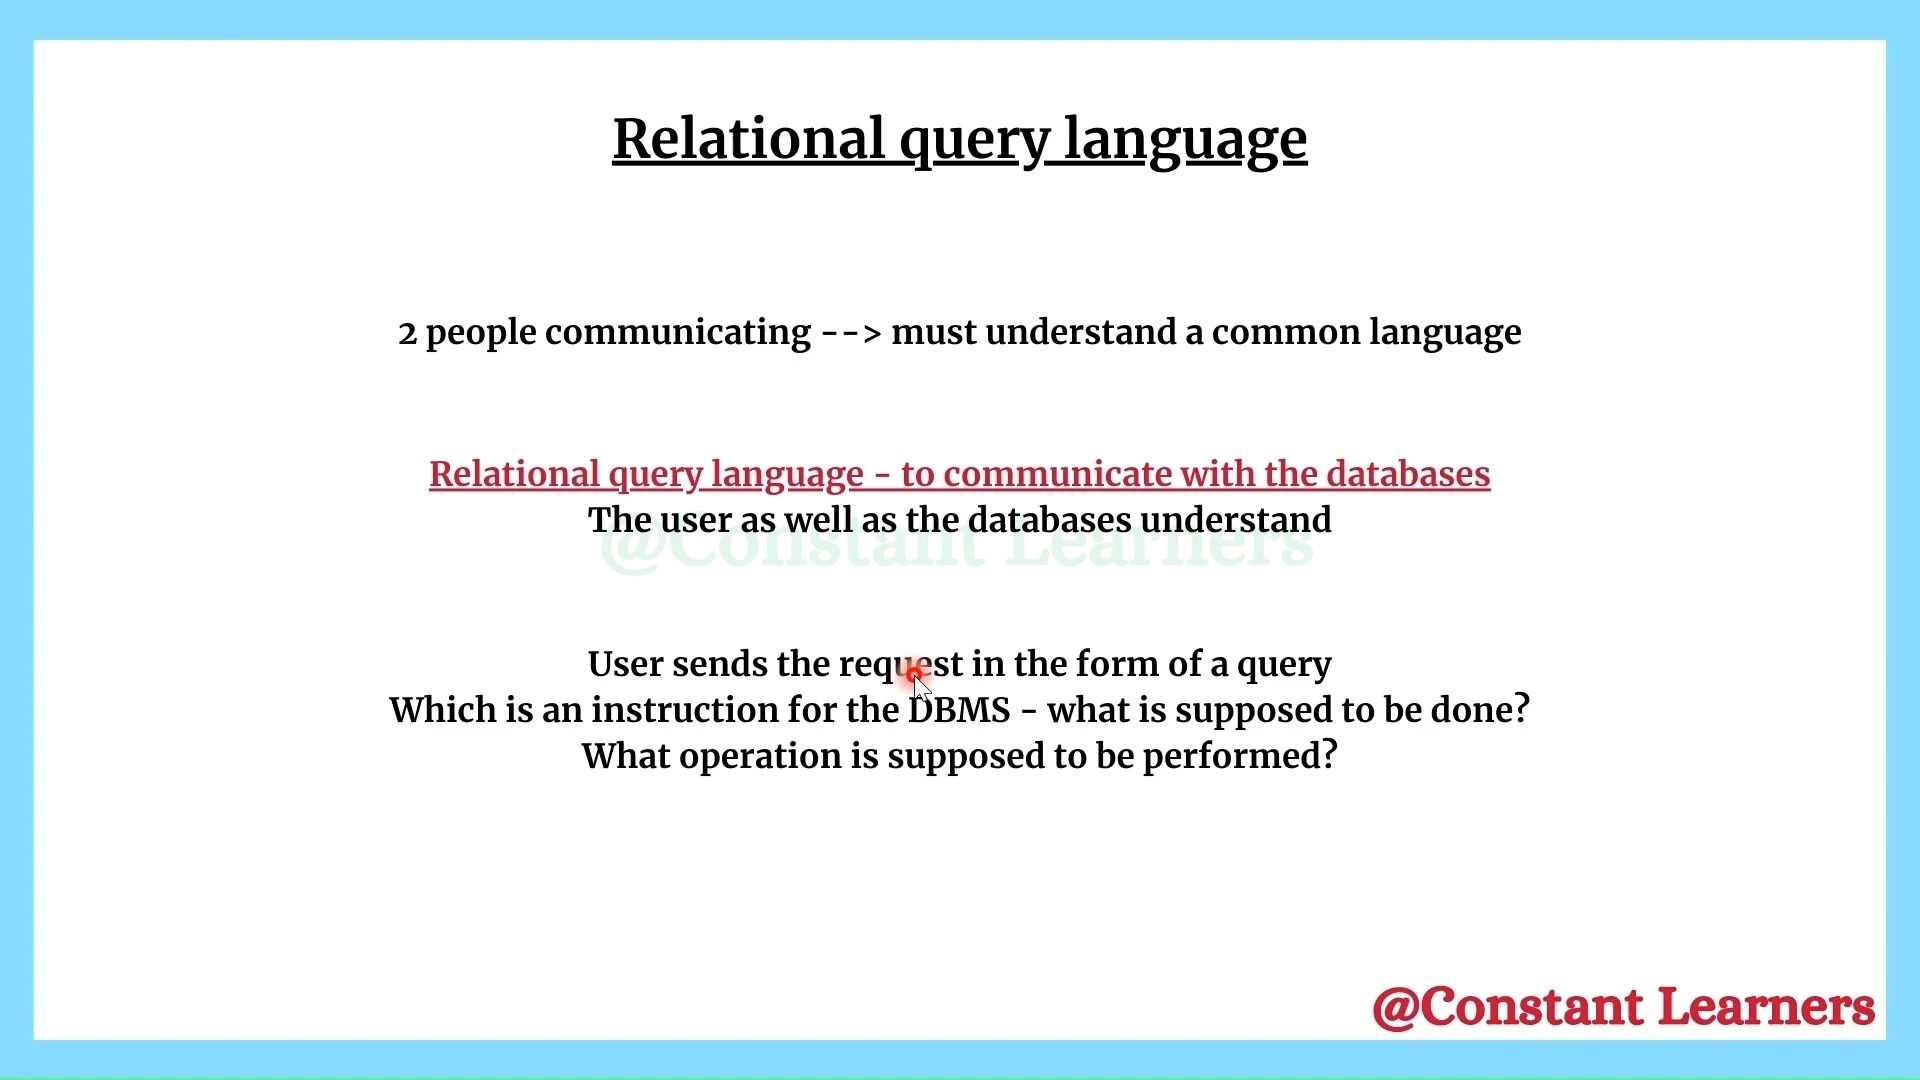 Relational query language
2 people communicating --> must understand a common language
Relational query language - to communicate with the databases
The user as well as the databases understand
@Constant Learners
User sends the request in the form of a query
Which is an instruction for the DBMS - what is supposed to be done?
What operation is supposed to be performed?
@Constant Learners